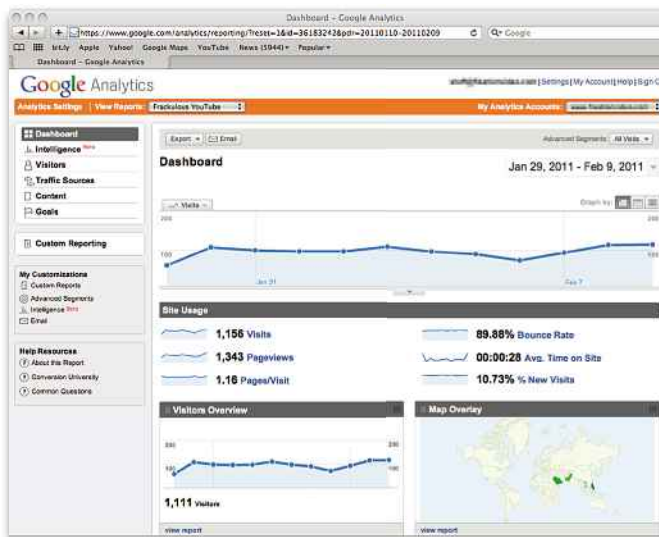 Dashboard – Google Analytics
https://www.google.com/analytics/reporting/?reset=1&id=36183242&pdr=20110110-20110209
Google
bit.ly Apple Yahoo! Google Maps YouTube News (5944) Popular
Dashboard – Google Analytics
Google Analytics
Settings | My Account | Help | Sign O
Analytics Settings | View Reports: Frackulous YouTube
My Analytics Accounts:
Dashboard
Intelligence Beta
Visitors
Traffic Sources
Content
Goals
Custom Reporting
My Customizations
Custom Reports
Advanced Segments
Intelligence Beta
Email
Help Resources
About this Report
Conversion University
Common Questions
Export Email
Advanced Segments: All Visits
Dashboard
Jan 29, 2011 - Feb 9, 2011
Visits
Graph by:
200 200
100 100
Jan 31 Feb 7
Site Usage
1,156 Visits
89.88% Bounce Rate
1,343 Pageviews
00:00:28 Avg. Time on Site
1.16 Pages/Visit
10.73% % New Visits
Visitors Overview
200 200
100 100
1,111 Visitors
view report
Map Overlay
view report